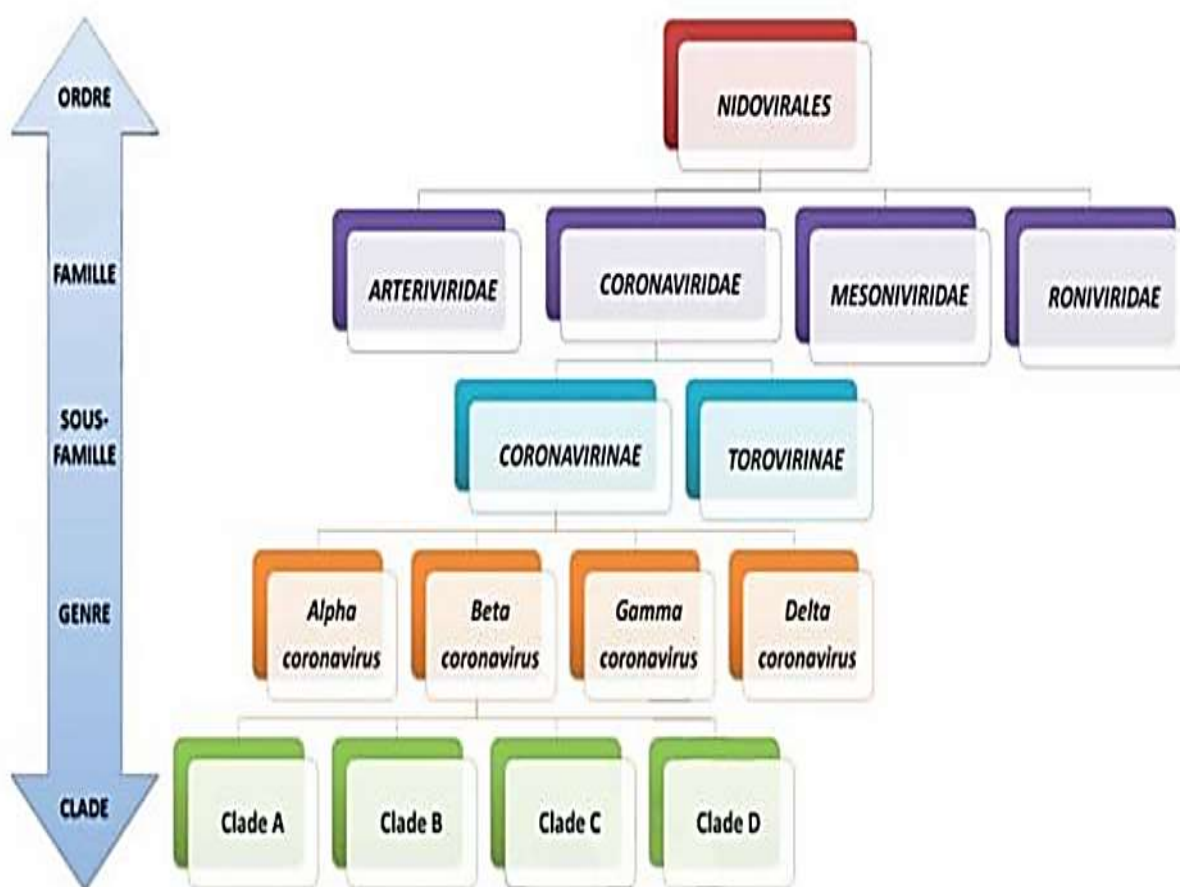 ORDRE
NIDOVIRALES
FAMILLE
ARTERIVIRIDAE
CORONAVIRIDAE
MESONIVIRIDAE
RONIVIRIDAE
SOUS-
FAMILLE
CORONAVIRINAE
TOROVIRINAE
GENRE
Alpha
coronavirus
Beta
coronavirus
Gamma
coronavirus
Delta
coronavirus
CLADE
Clade A
Clade B
Clade C
Clade D